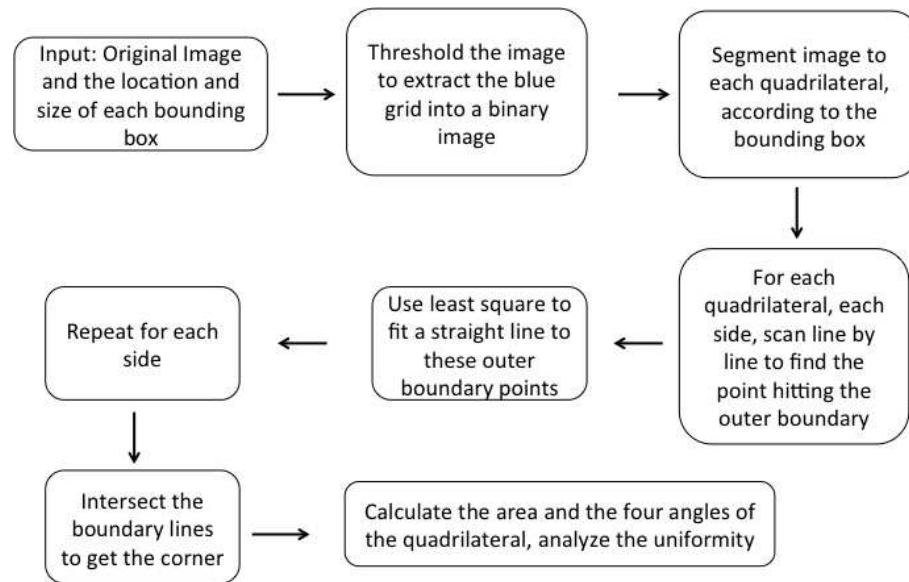 Input: Original Image
and the location and
size of each bounding
box
Threshold the image
to extract the blue
grid into a binary
image
Segment image to
each quadrilateral,
according to the
bounding box
For each
quadrilateral, each
side, scan line by
line to find the
point hitting the
outer boundary
Use least square to
fit a straight line to
these outer
boundary points
Repeat for each
side
Intersect the
boundary lines
to get the corner
Calculate the area and the four angles of
the quadrilateral, analyze the uniformity